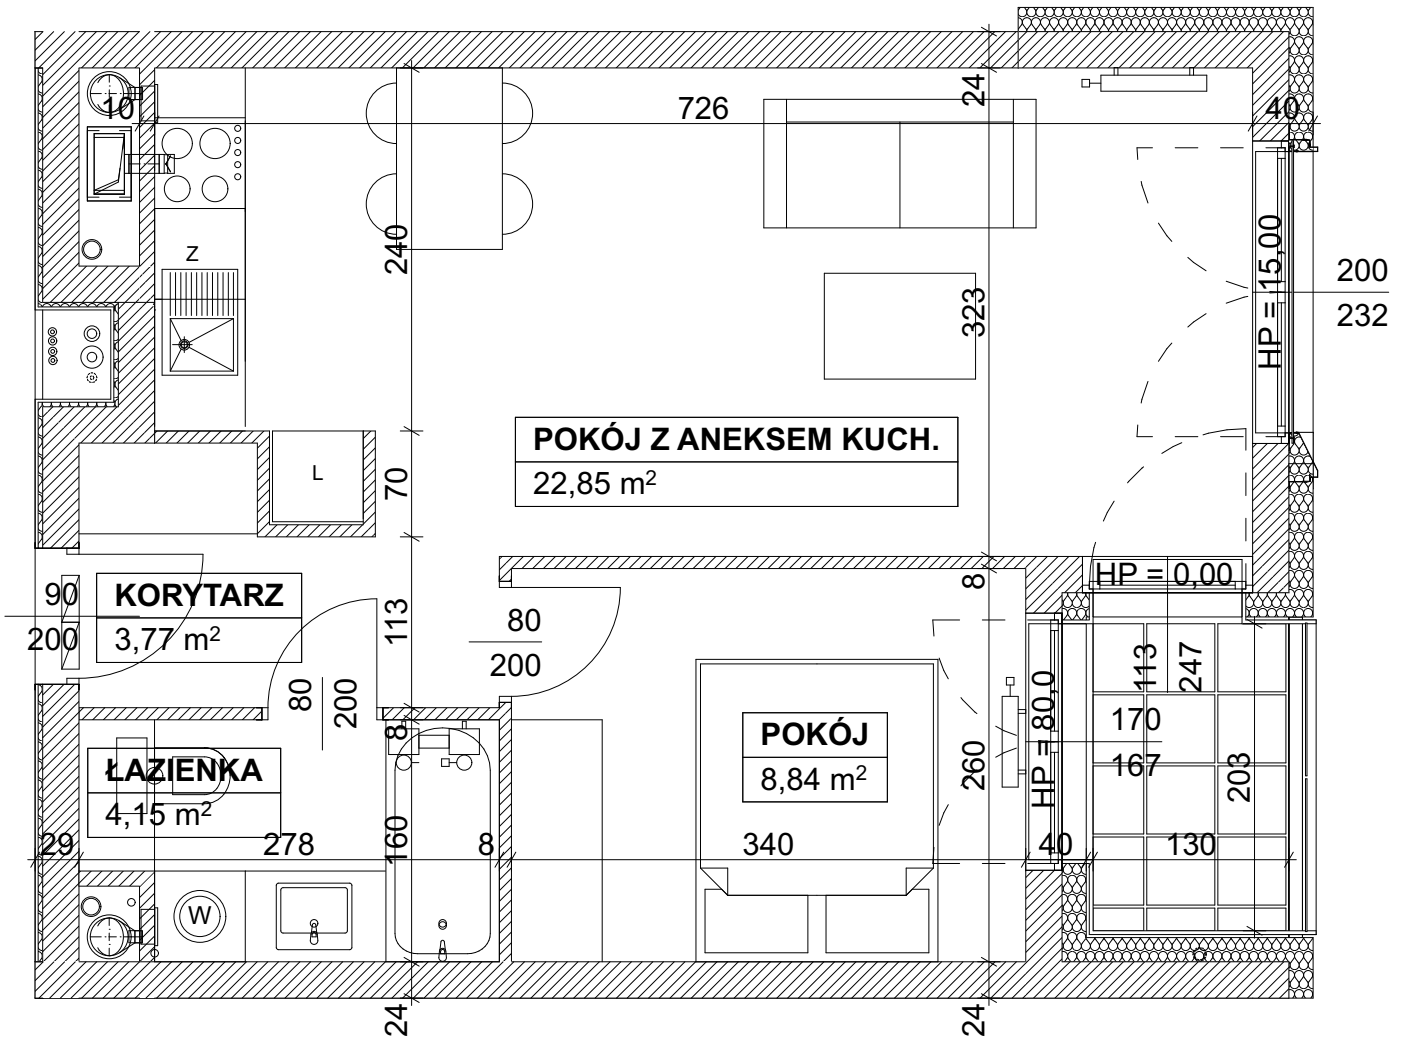 10
726
24
40
Z
240
323
HP = 15,00
200
232
L
70
POKÓJ Z ANEKSEM KUCH.
22,85 m²
90
200
KORYTARZ
3,77 m²
113
80
200
8
HP = 0,00
80
200
113
247
8
POKÓJ
8,84 m²
260
HP = 80,0
170
167
203
ŁAZIENKA
4,15 m²
29
278
160
8
340
40
130
W
24
24